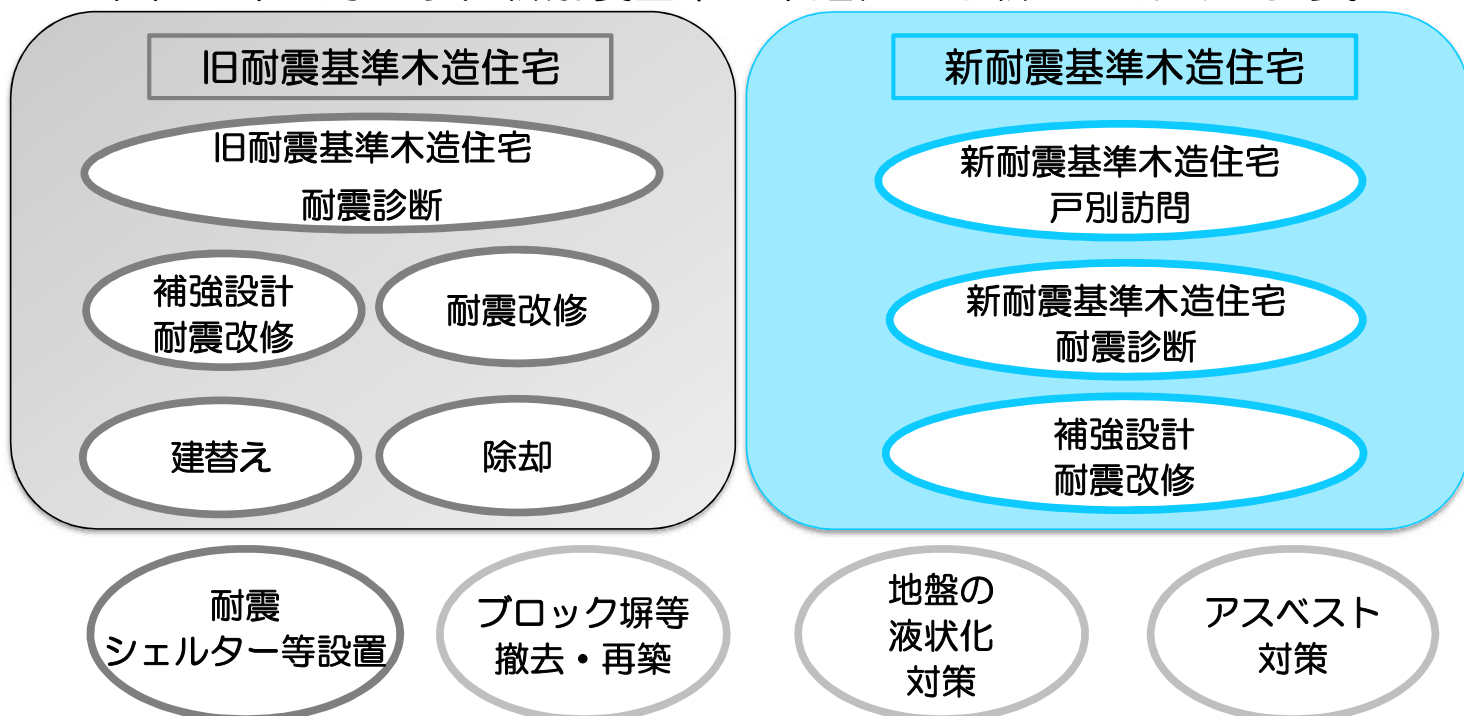 旧耐震基準木造住宅
旧耐震基準木造住宅
耐震診断
補強設計
耐震改修
耐震改修
建替え
除却
新耐震基準木造住宅
新耐震基準木造住宅
戸別訪問
新耐震基準木造住宅
耐震診断
補強設計
耐震改修
耐震
シェルター等設置
ブロック塀等
撤去・再築
地盤の
液状化
対策
アスベスト
対策